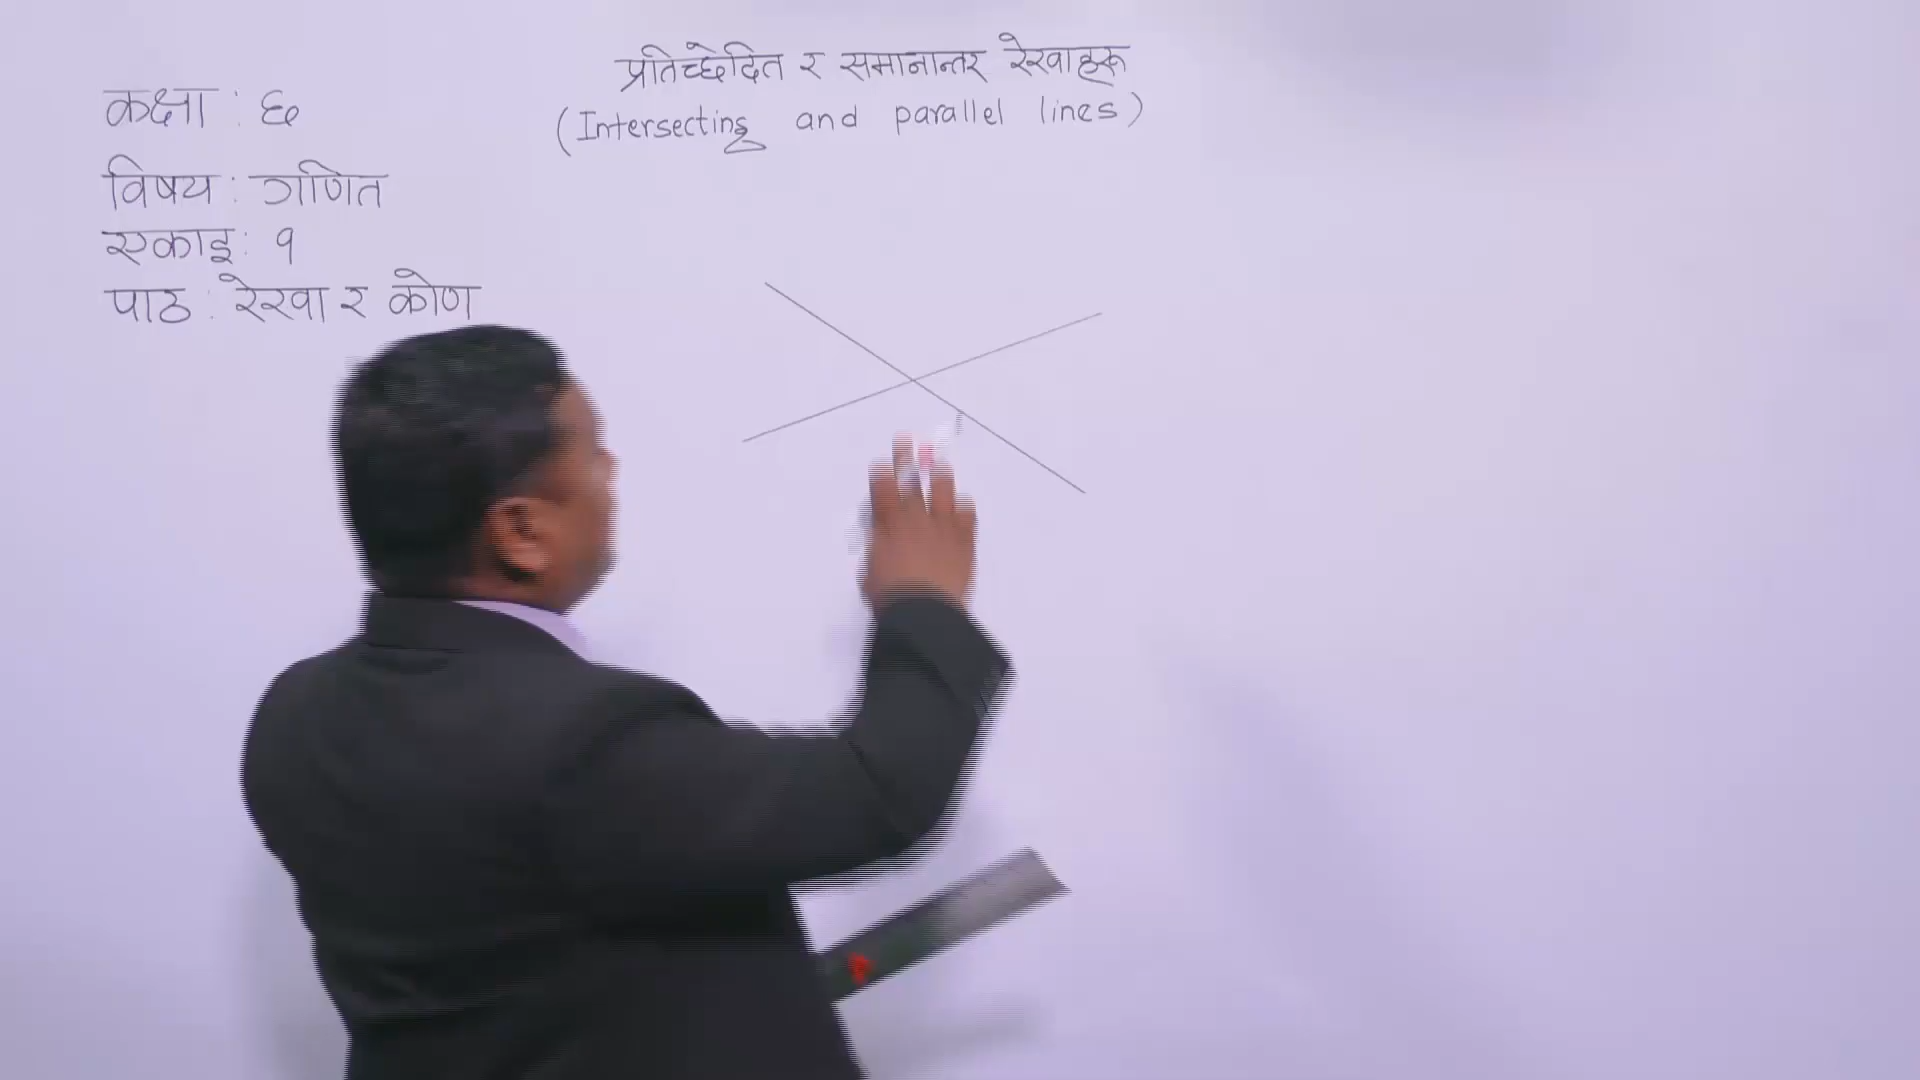 प्रतिच्छेदित र समानान्तर रेखाहरू
(Intersecting and parallel lines)
कक्षा : ६
विषय : गणित
एकाइ : १
पाठ : रेखा र कोण